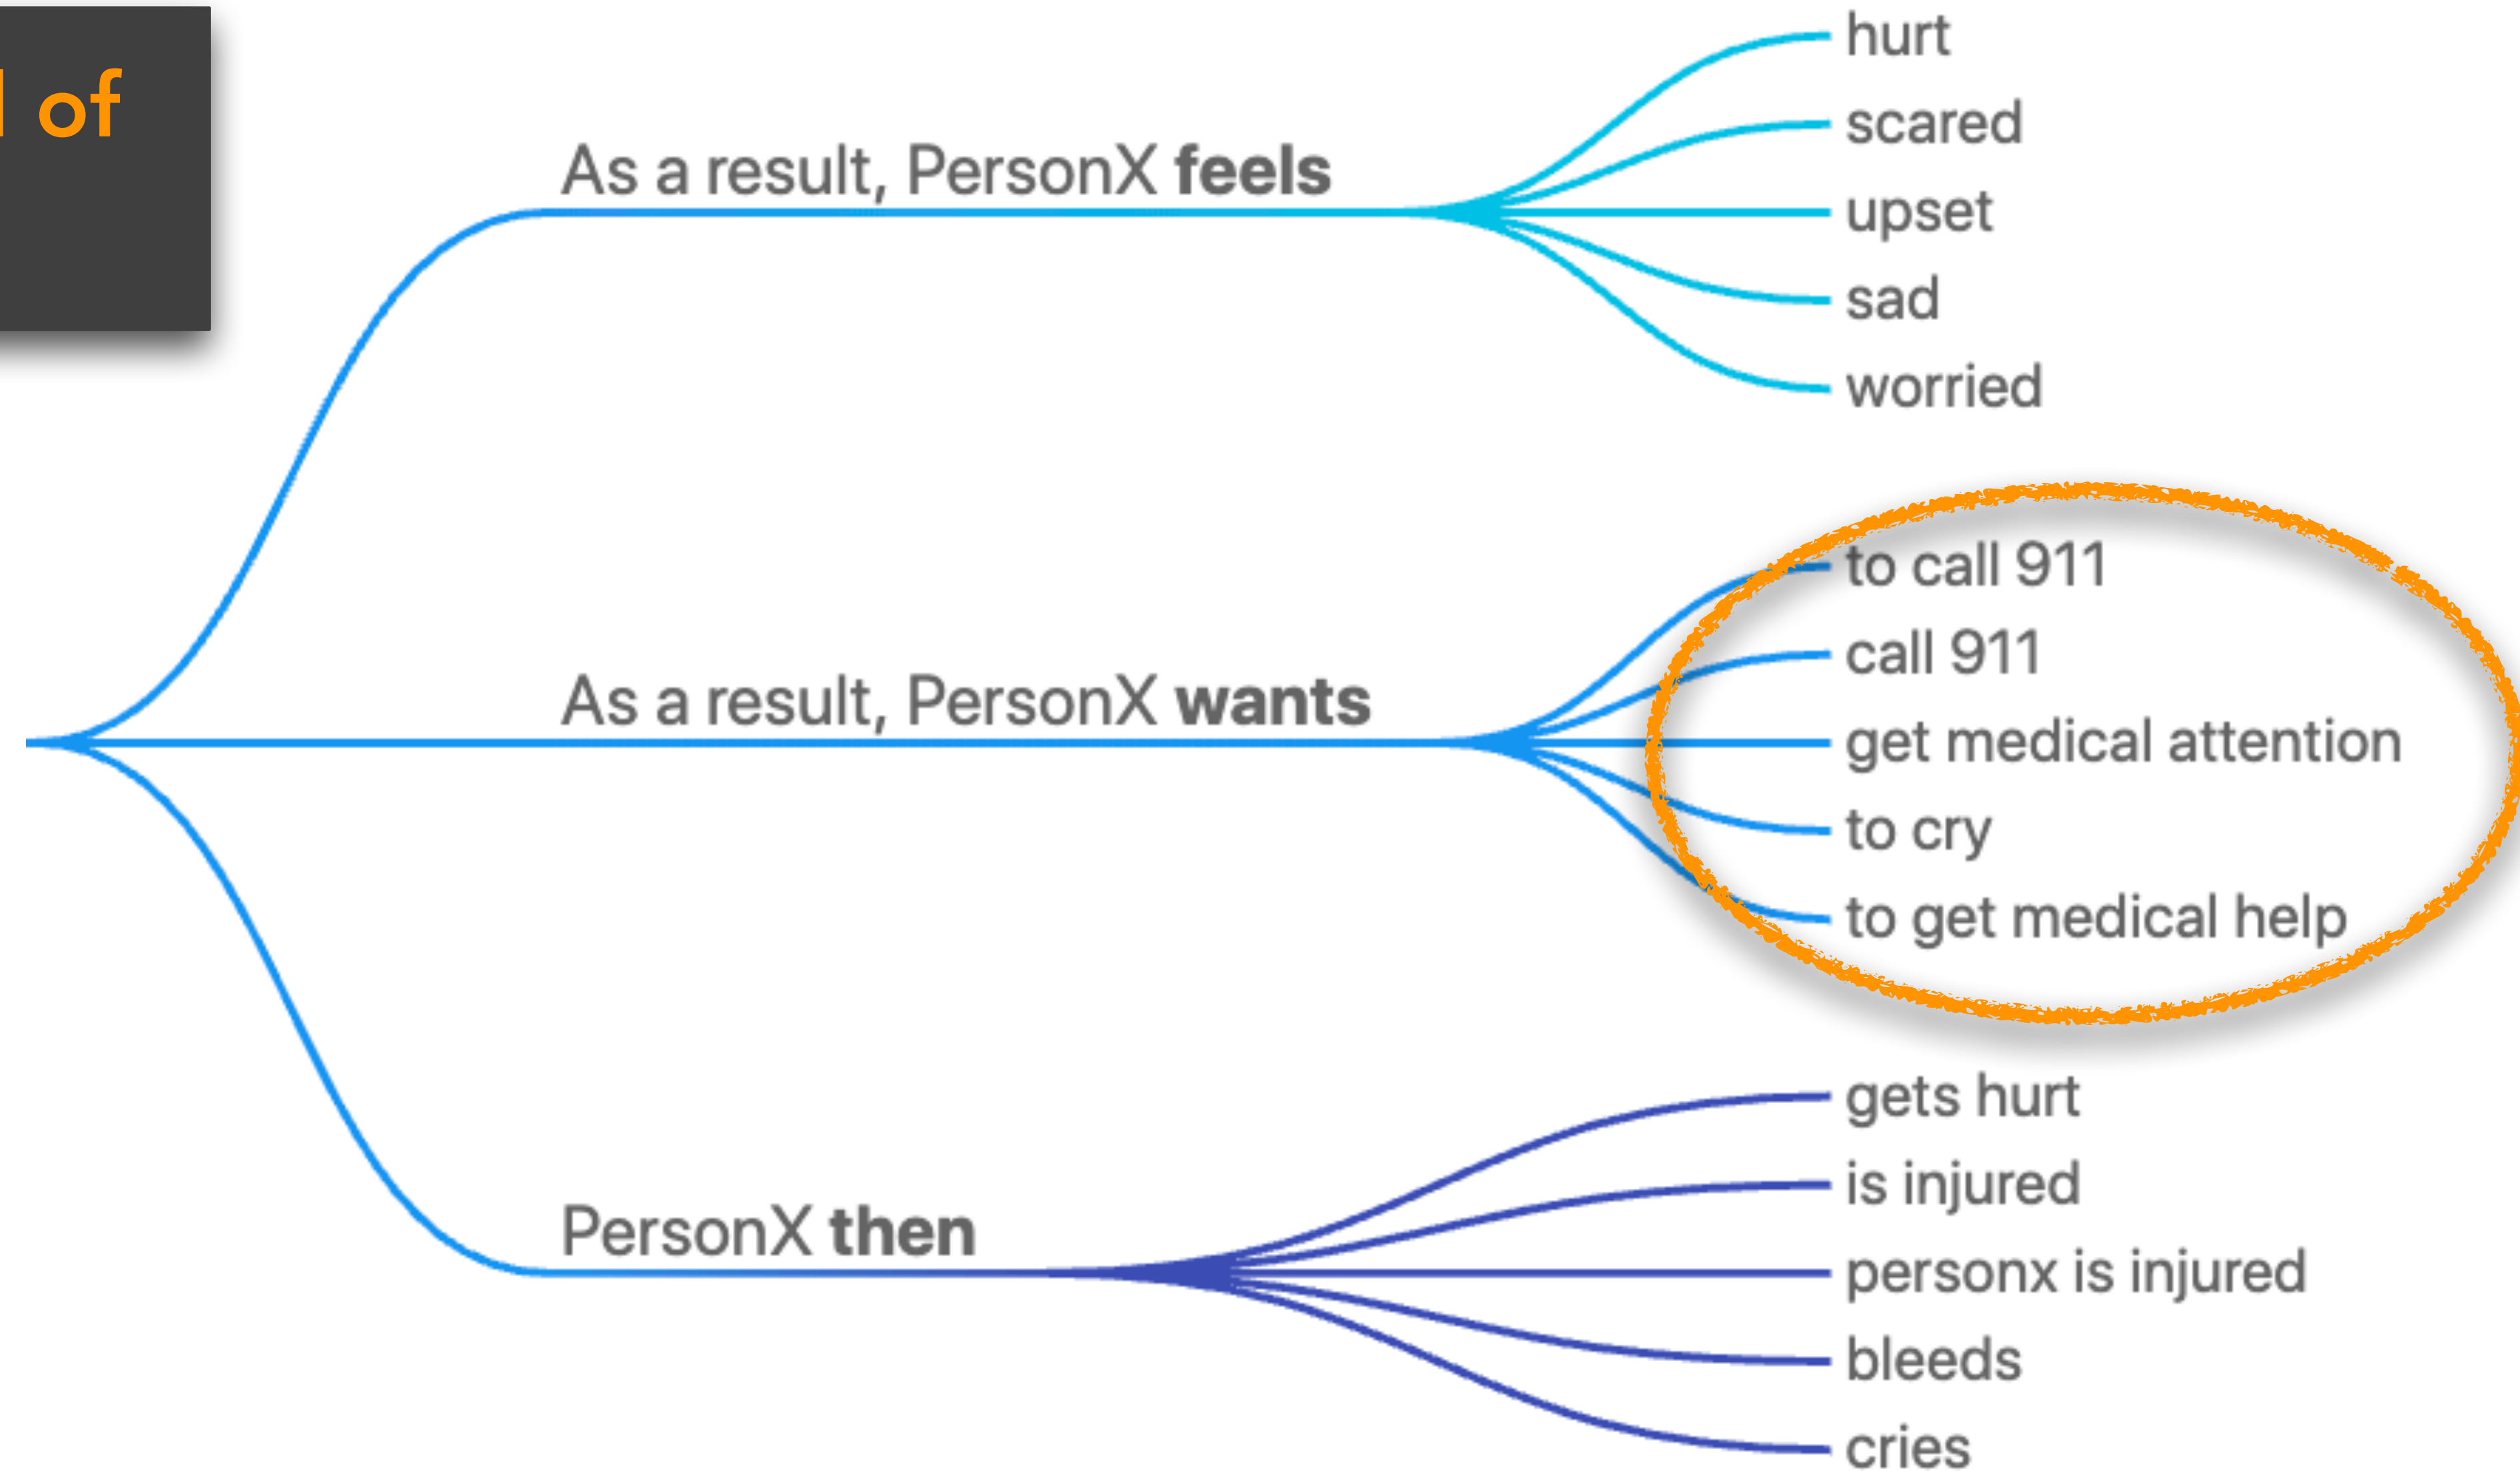 of
As a result, PersonX feels
hurt
scared
upset
sad
worried
As a result, PersonX wants
to call 911
call 911
get medical attention
to cry
to get medical help
PersonX then
gets hurt
is injured
personx is injured
bleeds
cries